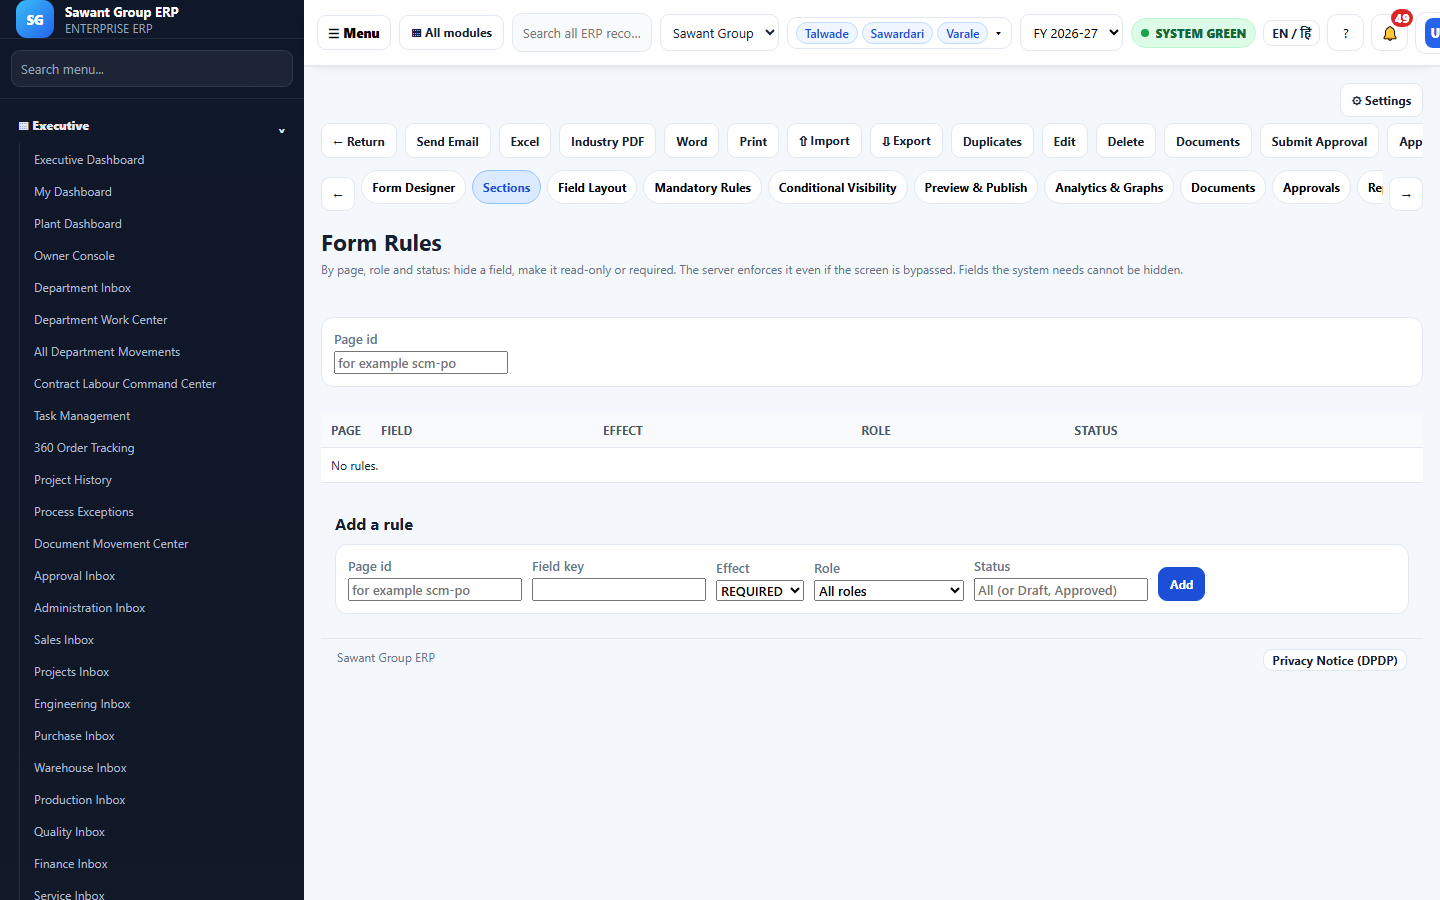 SG
Sawant Group ERP
ENTERPRISE ERP
Search menu...
Executive
Executive Dashboard
My Dashboard
Plant Dashboard
Owner Console
Department Inbox
Department Work Center
All Department Movements
Contract Labour Command Center
Task Management
360 Order Tracking
Project History
Process Exceptions
Document Movement Center
Approval Inbox
Administration Inbox
Sales Inbox
Projects Inbox
Engineering Inbox
Purchase Inbox
Warehouse Inbox
Production Inbox
Quality Inbox
Finance Inbox
Service Inbox
☰ Menu
All modules
Search all ERP reco...
Sawant Group
Talwade Sawardari Varale
FY 2026-27
SYSTEM GREEN
EN / हिं
?
49
U
Settings
← Return Send Email Excel Industry PDF Word Print ⇧Import ⇩Export Duplicates Edit Delete Documents Submit Approval App
← Form Designer Sections Field Layout Mandatory Rules Conditional Visibility Preview & Publish Analytics & Graphs Documents Approvals Re →
Form Rules
By page, role and status: hide a field, make it read-only or required. The server enforces it even if the screen is bypassed. Fields the system needs cannot be hidden.
Page id
for example scm-po
PAGE FIELD EFFECT ROLE STATUS
No rules.
Add a rule
Page id Field key Effect Role Status
for example scm-po REQUIRED All roles All (or Draft, Approved) Add
Sawant Group ERP
Privacy Notice (DPDP)